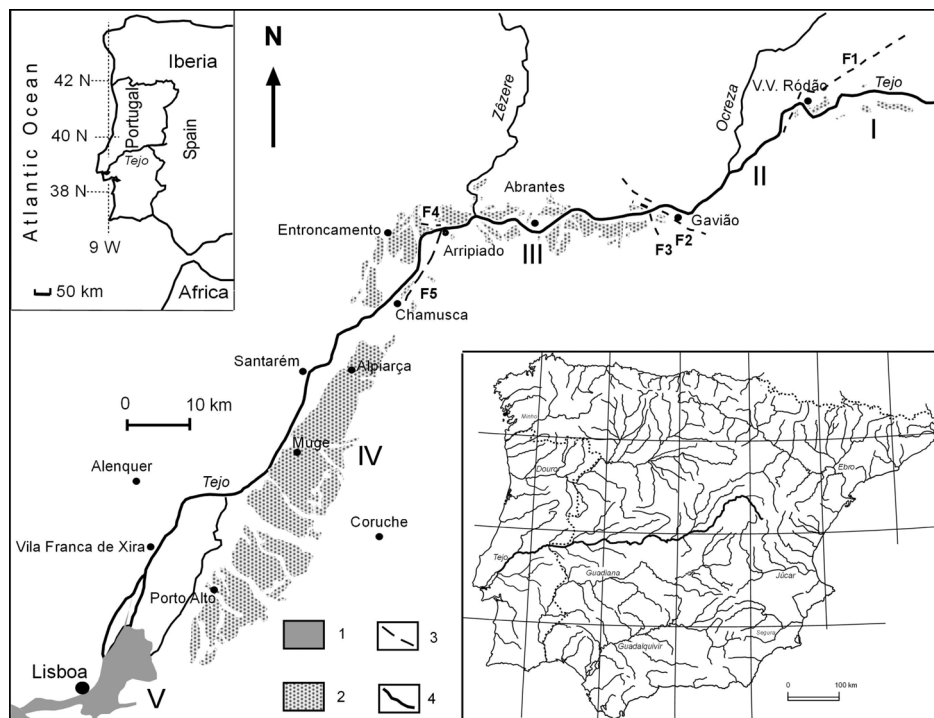 Atlantic Ocean
42 N
40 N
38 N
9 W
Iberia
Portugal
Spain
Tejo
Africa
50 km
N
Zêzere
Ocreza
F1
V.V. Ródão
Tejo
I
II
Abrantes
Gavião
F2
F3
III
F4
Entroncamento
Arripiado
F5
Chamusca
Santarém
Alpiarça
0 10 km
Muge
IV
Alenquer
Tejo
Coruche
Vila Franca de Xira
Porto Alto
Lisboa
V
1
2
3
4
Minho
Douro
Ebro
Tejo
Guadiana
Júcar
Segura
Guadalquivir
0 100 km